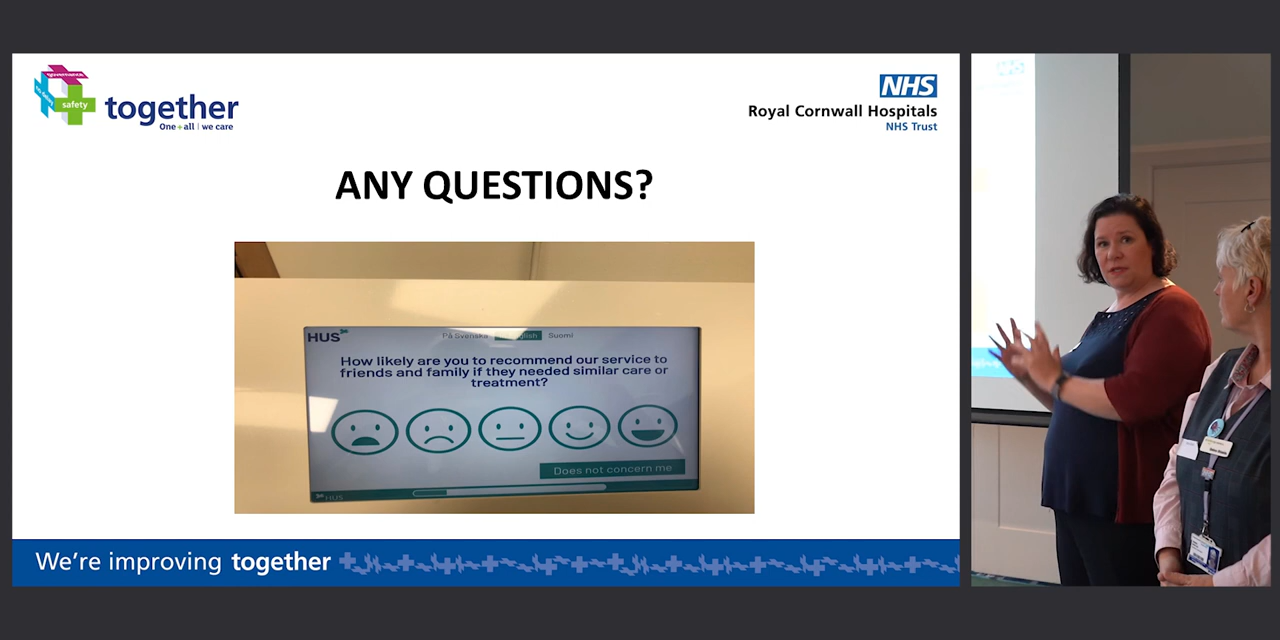 safety
together
One + all | we care
NHS
Royal Cornwall Hospitals
NHS Trust
ANY QUESTIONS?
HUS
På Svenska Suomi
How likely are you to recommend our service to
friends and family if they needed similar care or
treatment?
Does not concern me
HUS
We're improving together